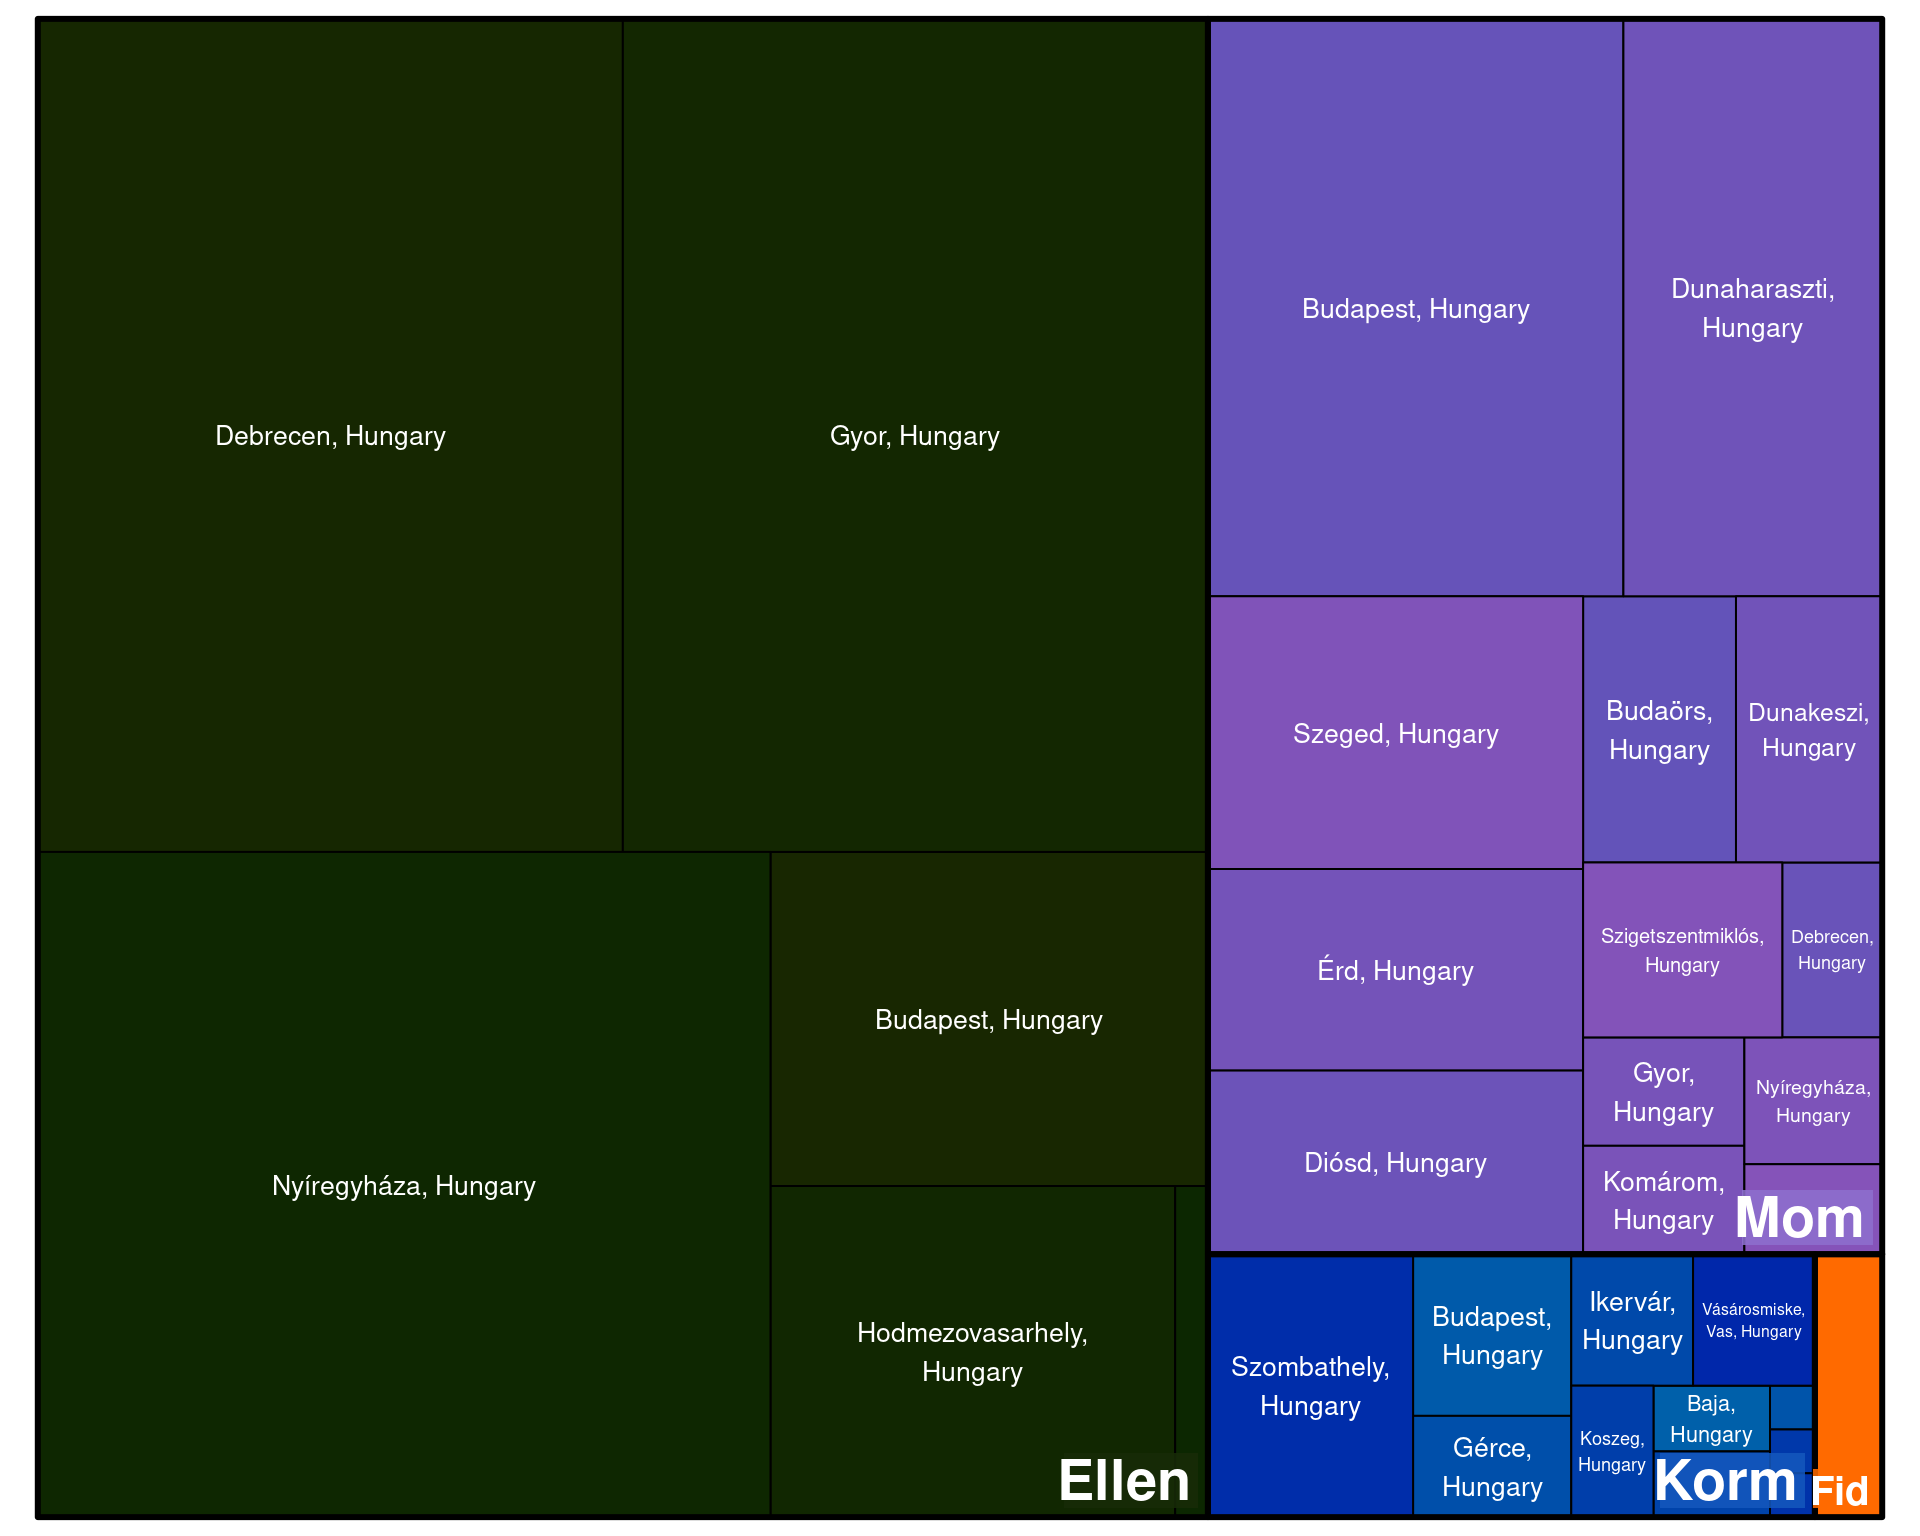 Debrecen, Hungary
Gyor, Hungary
Nyíregyháza, Hungary
Budapest, Hungary
Hodmezovasarhely,
Hungary
Ellen
Budapest, Hungary
Dunaharaszti,
Hungary
Szeged, Hungary
Budaörs,
Hungary
Dunakeszi,
Hungary
Érd, Hungary
Szigetszentmiklós,
Hungary
Debrecen,
Hungary
Diósd, Hungary
Gyor,
Hungary
Nyíregyháza,
Hungary
Komárom,
Hungary
Mom
Szombathely,
Hungary
Budapest,
Hungary
Gérce,
Hungary
Ikervár,
Hungary
Vásárosmiske,
Vas, Hungary
Koszeg,
Hungary
Baja,
Hungary
Korm
Fid